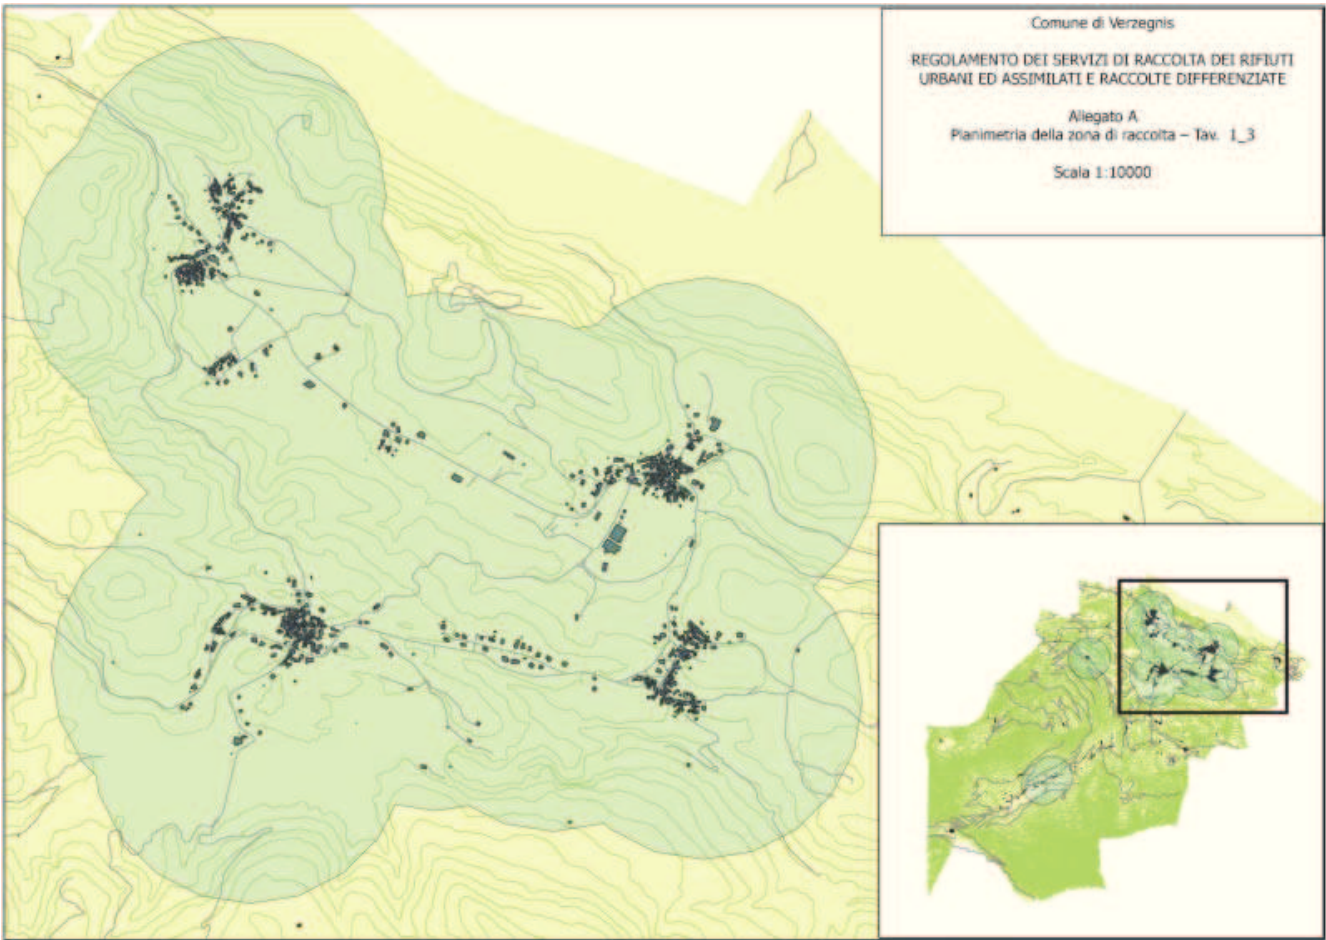 Comune di Verzegnis
REGOLAMENTO DEI SERVIZI DI RACCOLTA DEI RIFIUTI
URBANI ED ASSIMILATI E RACCOLTE DIFFERENZIATE
Allegato A
Planimetria della zona di raccolta – Tav. 1_3
Scala 1:10000